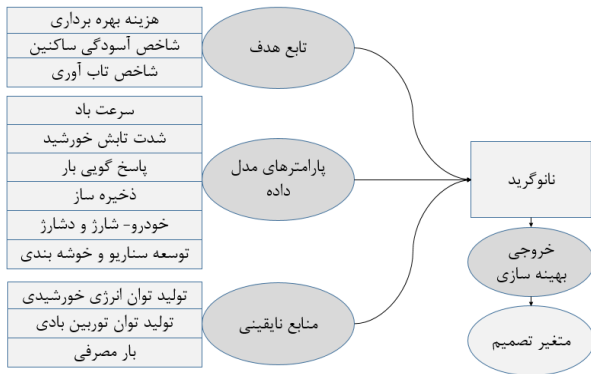 هزینه بهره برداری
شاخص آسودگی ساکنین
شاخص تاب آوری
تابع هدف
سرعت باد
شدت تابش خورشید
پاسخ گویی بار
ذخیره ساز
خودرو- شارژ و دشارژ
توسعه سناریو و خوشه بندی
پارامترهای مدل
داده
تولید توان انرژی خورشیدی
تولید توان توربین بادی
بار مصرفی
منابع نایقینی
نانوگرید
خروجی
بهینه سازی
متغیر تصمیم